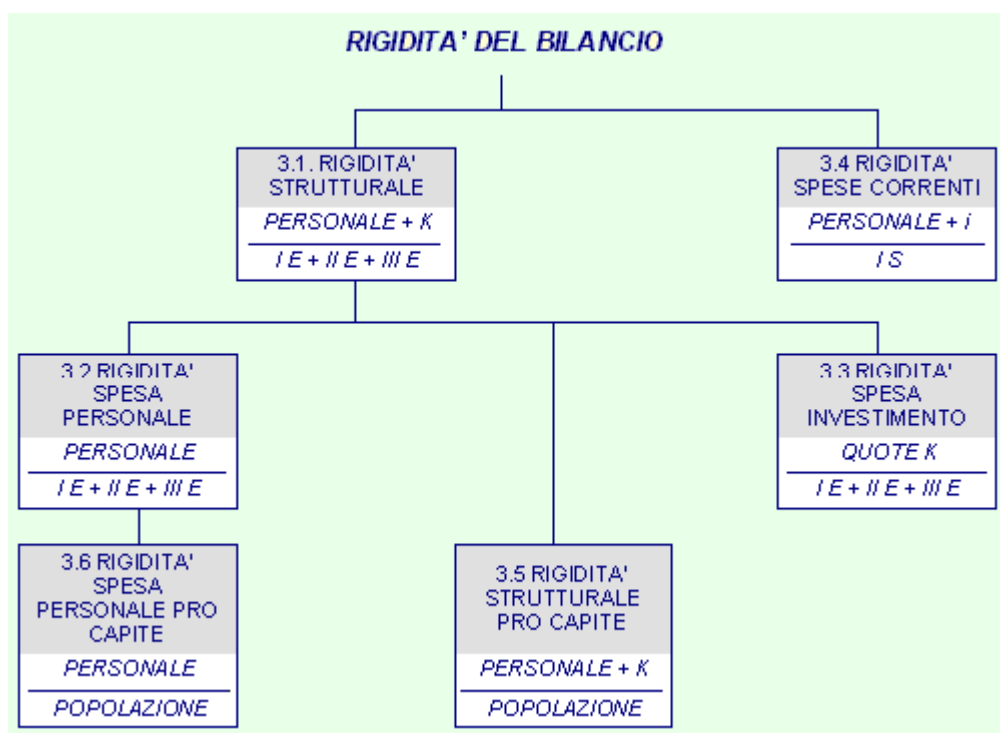 RIGIDITA' DEL BILANCIO
3.1. RIGIDITA'
STRUTTURALE
PERSONALE + K
I E + II E + III E
3.4 RIGIDITA'
SPESE CORRENTI
PERSONALE + i
I S
3.2 RIGIDITA'
SPESA
PERSONALE
PERSONALE
I E + II E + III E
3.3 RIGIDITA'
SPESA
INVESTIMENTO
QUOTE K
I E + II E + III E
3.6 RIGIDITA'
SPESA
PERSONALE PRO
CAPITE
PERSONALE
POPOLAZIONE
3.5 RIGIDITA'
STRUTTURALE
PRO CAPITE
PERSONALE + K
POPOLAZIONE